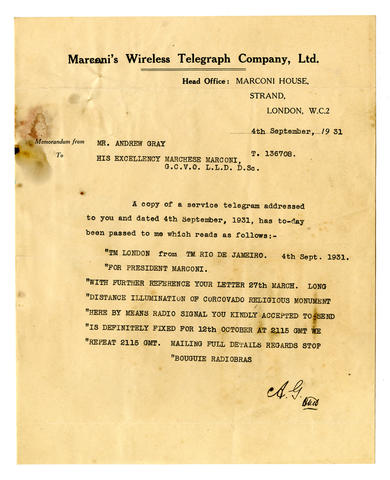 Marconi's Wireless Telegraph Company, Ltd.
Head Office: MARCONI HOUSE,
STRAND,
LONDON, W.C.2
4th September, 1931
Memorandum from MR. ANDREW GRAY T. 136708.
To HIS EXCELLENCY MARCHESE MARCONI,
G.C.V.O. L.L.D. D.Sc.
A copy of a service telegram addressed
to you and dated 4th September, 1931, has to-day
been passed to me which reads as follows:-
"TM LONDON from TM RIO DE JAMEIRO. 4th Sept. 1931.
"FOR PRESIDENT MARCONI.
"WITH FURTHER REFERENCE YOUR LETTER 27th MARCH. LONG
"DISTANCE ILLUMINATION OF CORCOVADO RELIGIOUS MONUMENT
"HERE BY MEANS RADIO SIGNAL YOU KINDLY ACCEPTED TO SEND
"IS DEFINITELY FIXED FOR 12th OCTOBER AT 2115 GMT WE
"REPEAT 2115 GMT. MAILING FULL DETAILS REGARDS STOP
"BOUGUIE RADIOBRAS
A.G.